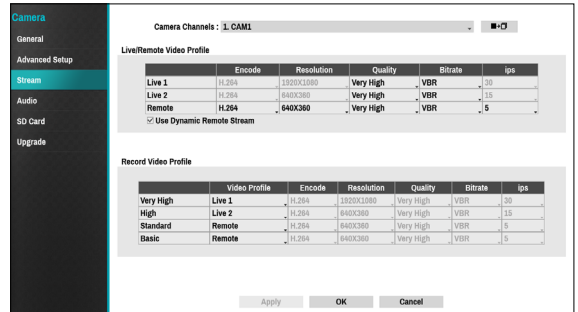 Camera
General
Advanced Setup
Stream
Audio
SD Card
Upgrade
Camera Channels : 1. CAM1
Live/Remote Video Profile
Encode Resolution Quality Bitrate ips
Live 1 H.264 1920X1080 Very High VBR 30
Live 2 H.264 640X360 Very High VBR 15
Remote H.264 640X360 Very High VBR 5
Use Dynamic Remote Stream
Record Video Profile
Video Profile Encode Resolution Quality Bitrate ips
Very High Live 1 H.264 1920X1080 Very High VBR 30
High Live 2 H.264 640X360 Very High VBR 15
Standard Remote H.264 640X360 Very High VBR 5
Basic Remote H.264 640X360 Very High VBR 5
Apply OK Cancel